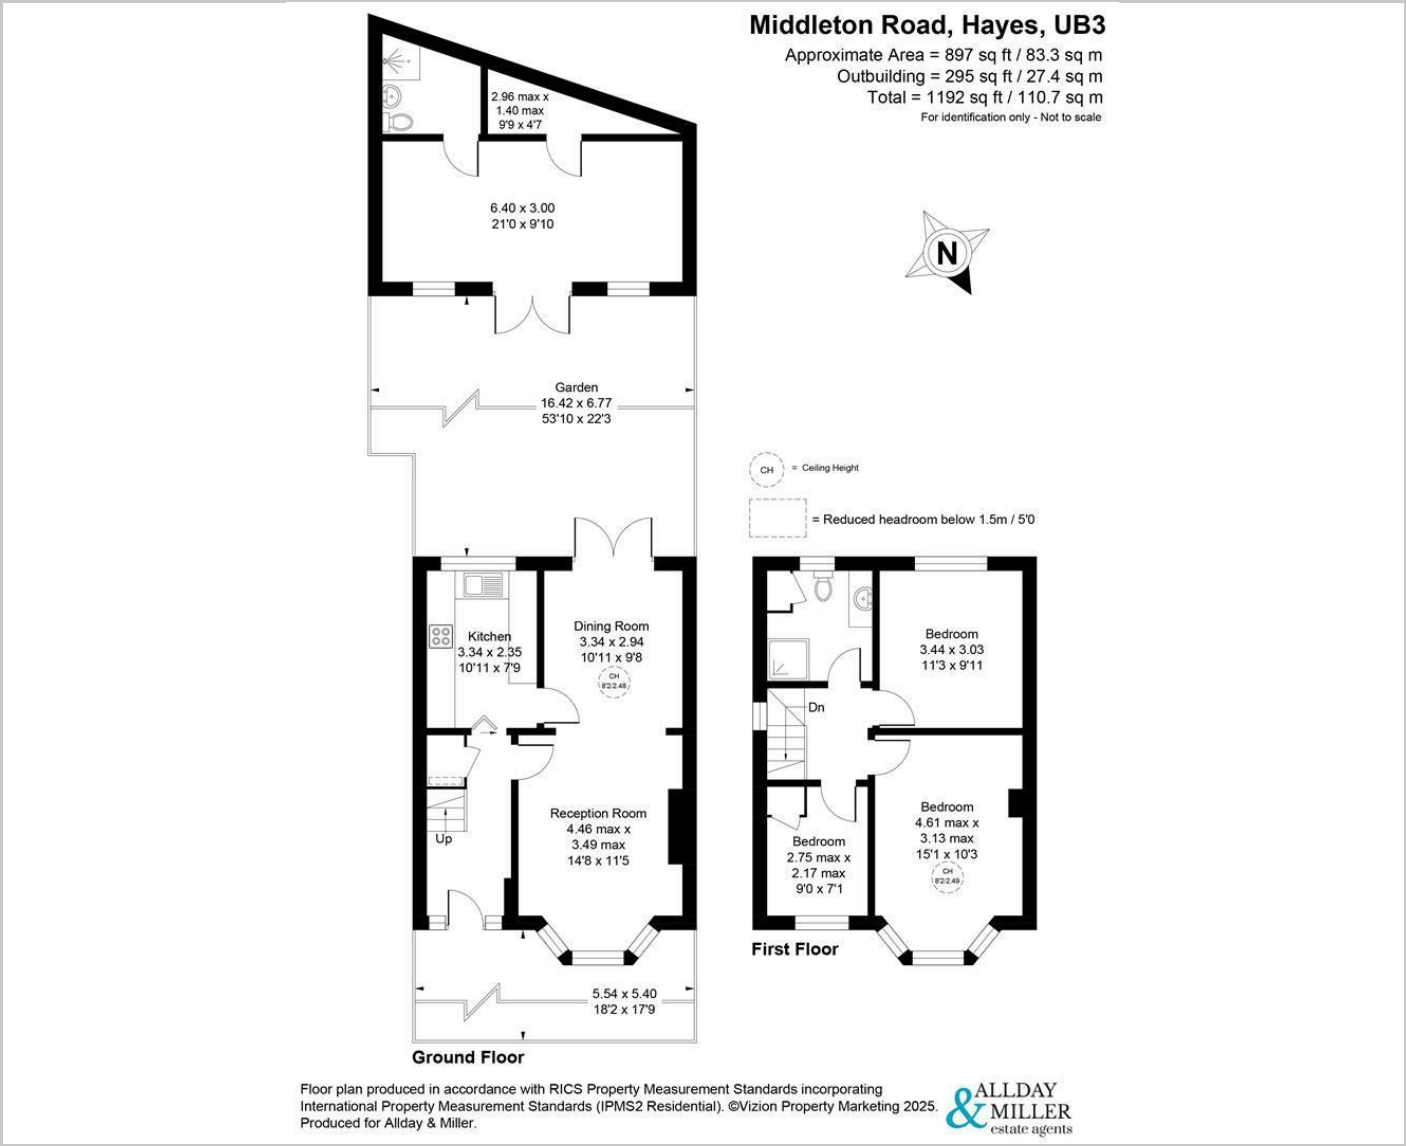 Middleton Road, Hayes, UB3
Approximate Area = 897 sq ft / 83.3 sq m
Outbuilding = 295 sq ft / 27.4 sq m
Total = 1192 sq ft / 110.7 sq m
For identification only - Not to scale
2.96 max x
1.40 max
9'9 x 4'7
6.40 x 3.00
21'0 x 9'10
N
Garden
16.42 x 6.77
53'10 x 22'3
CH
= Ceiling Height
= Reduced headroom below 1.5m / 5'0
Kitchen
3.34 x 2.35
10'11 x 7'9
Dining Room
3.34 x 2.94
10'11 x 9'8
CH
8'2/2.48
Up
Reception Room
4.46 max x
3.49 max
14'8 x 11'5
5.54 x 5.40
18'2 x 17'9
Ground Floor
Bedroom
3.44 x 3.03
11'3 x 9'11
Dn
Bedroom
4.61 max x
3.13 max
15'1 x 10'3
CH
8'2/2.49
Bedroom
2.75 max x
2.17 max
9'0 x 7'1
First Floor
Floor plan produced in accordance with RICS Property Measurement Standards incorporating
International Property Measurement Standards (IPMS2 Residential). ©Vizion Property Marketing 2025.
Produced for Allday & Miller.
ALLDAY
& MILLER
estate agents